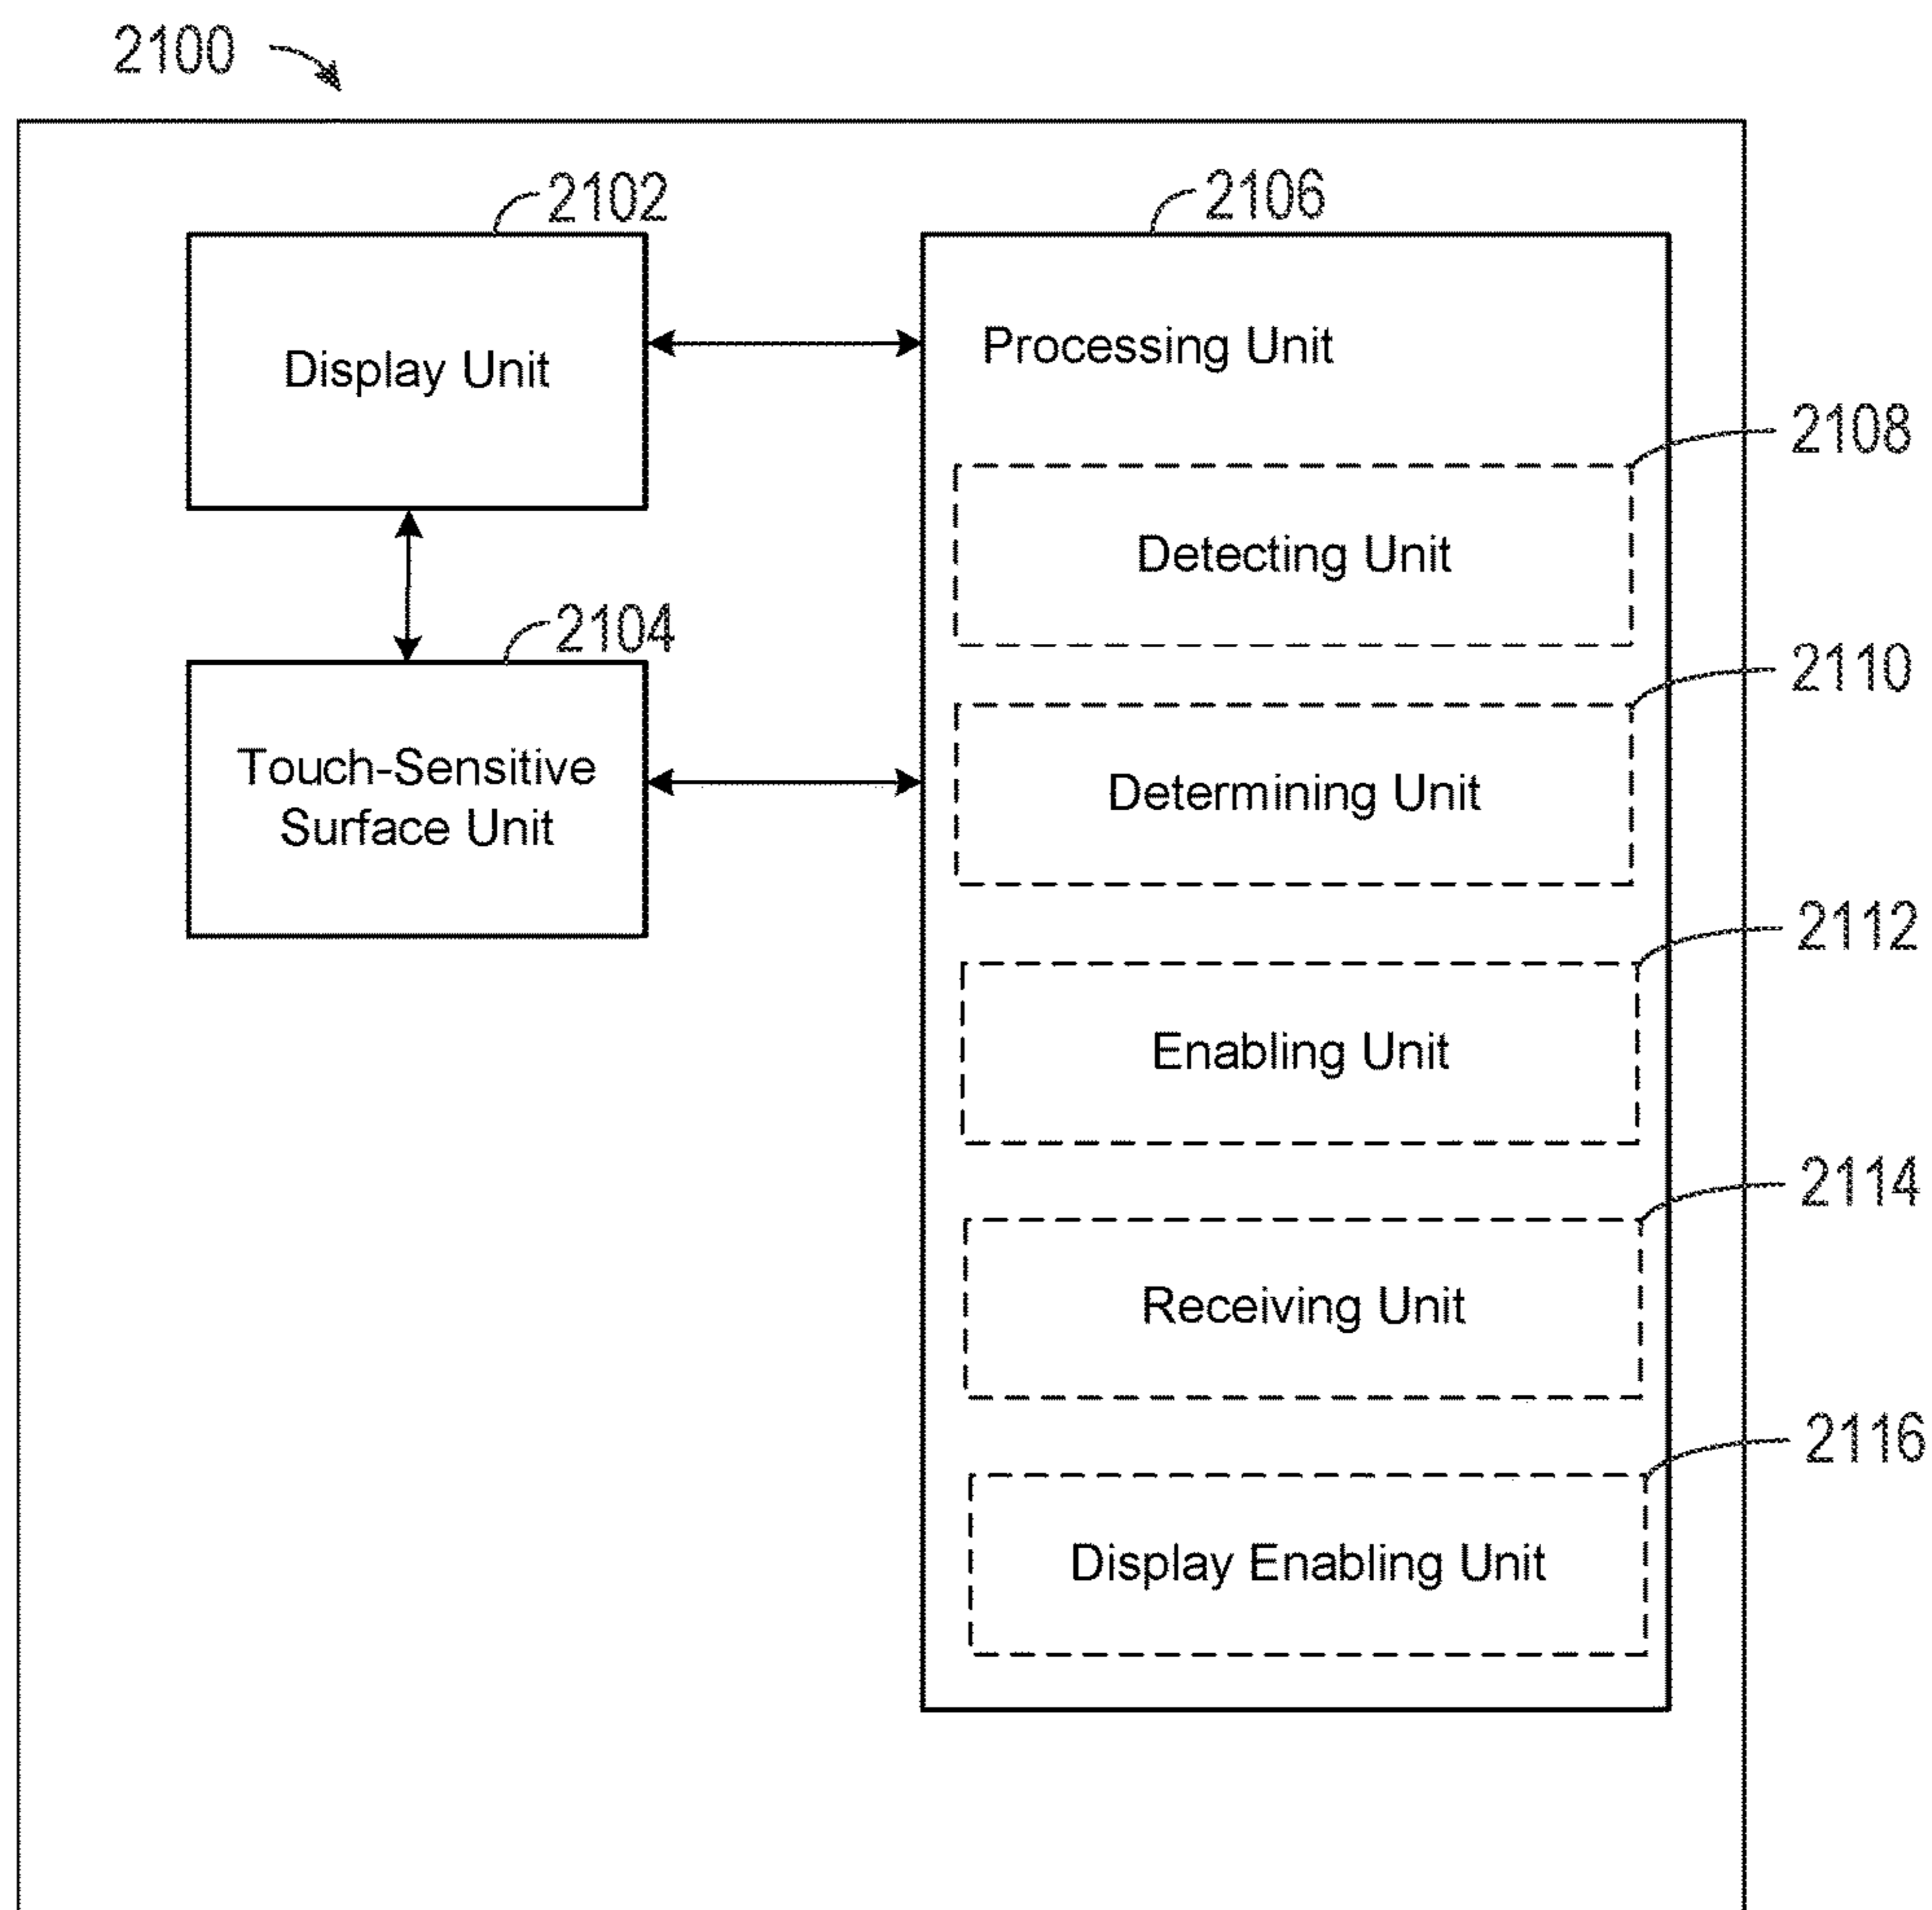 2100
2102
2106
Display Unit
Processing Unit
2108
Detecting Unit
2104
2110
Touch-Sensitive
Surface Unit
Determining Unit
2112
Enabling Unit
2114
Receiving Unit
2116
Display Enabling Unit